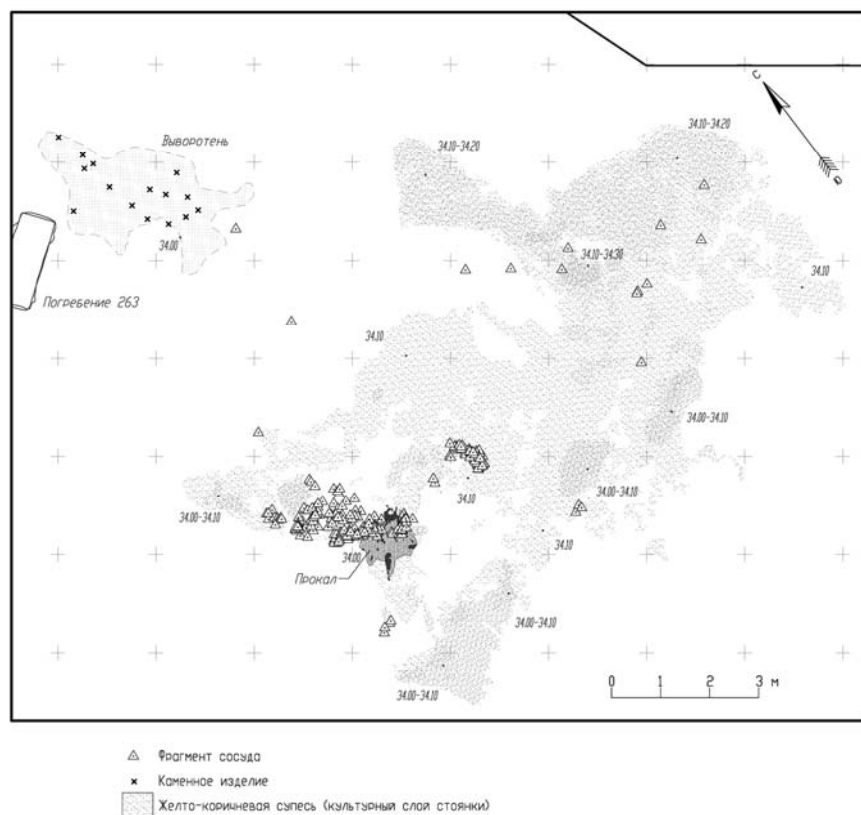 С
Ю
34.10-34.20
Выворотень
34.10-34.20
34.00
34.10-34.30
34.10
Погребение 263
34.10
34.00-34.10
34.10
34.00-34.10
34.00-34.10
34.10
34.00
Прокал
34.00-34.10
34.00-34.10
0 1 2 3 м
Фрагмент сосуда
Каменное изделие
Желто-коричневая супесь (культурный слой стоянки)